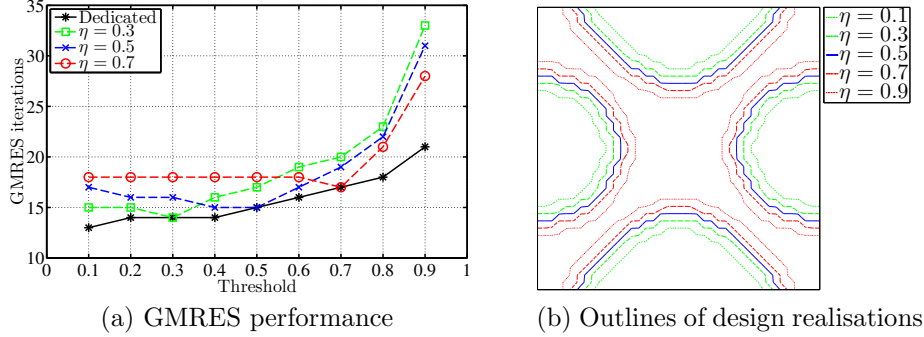 35
30
25
20
15
10
GMRES iterations
Dedicated
η = 0.3
η = 0.5
η = 0.7
0 0.1 0.2 0.3 0.4 0.5 0.6 0.7 0.8 0.9 1
Threshold
(a) GMRES performance
η = 0.1
η = 0.3
η = 0.5
η = 0.7
η = 0.9
(b) Outlines of design realisations